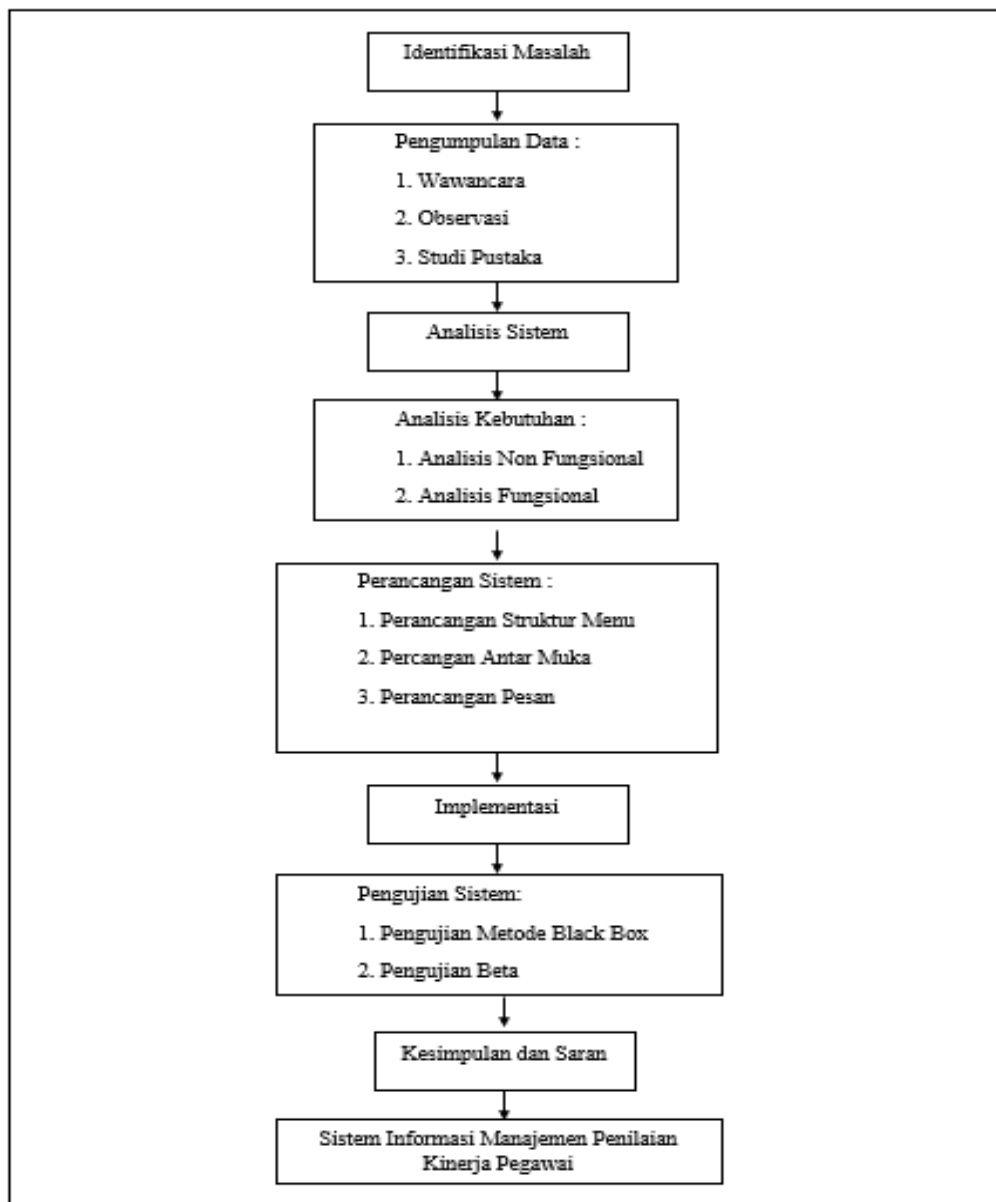 Identifikasi Masalah
Pengumpulan Data :
1. Wawancara
2. Observasi
3. Studi Pustaka
Analisis Sistem
Analisis Kebutuhan :
1. Analisis Non Fungsional
2. Analisis Fungsional
Perancangan Sistem :
1. Perancangan Struktur Menu
2. Percangan Antar Muka
3. Perancangan Pesan
Implementasi
Pengujian Sistem:
1. Pengujian Metode Black Box
2. Pengujian Beta
Kesimpulan dan Saran
Sistem Informasi Manajemen Penilaian
Kinerja Pegawai